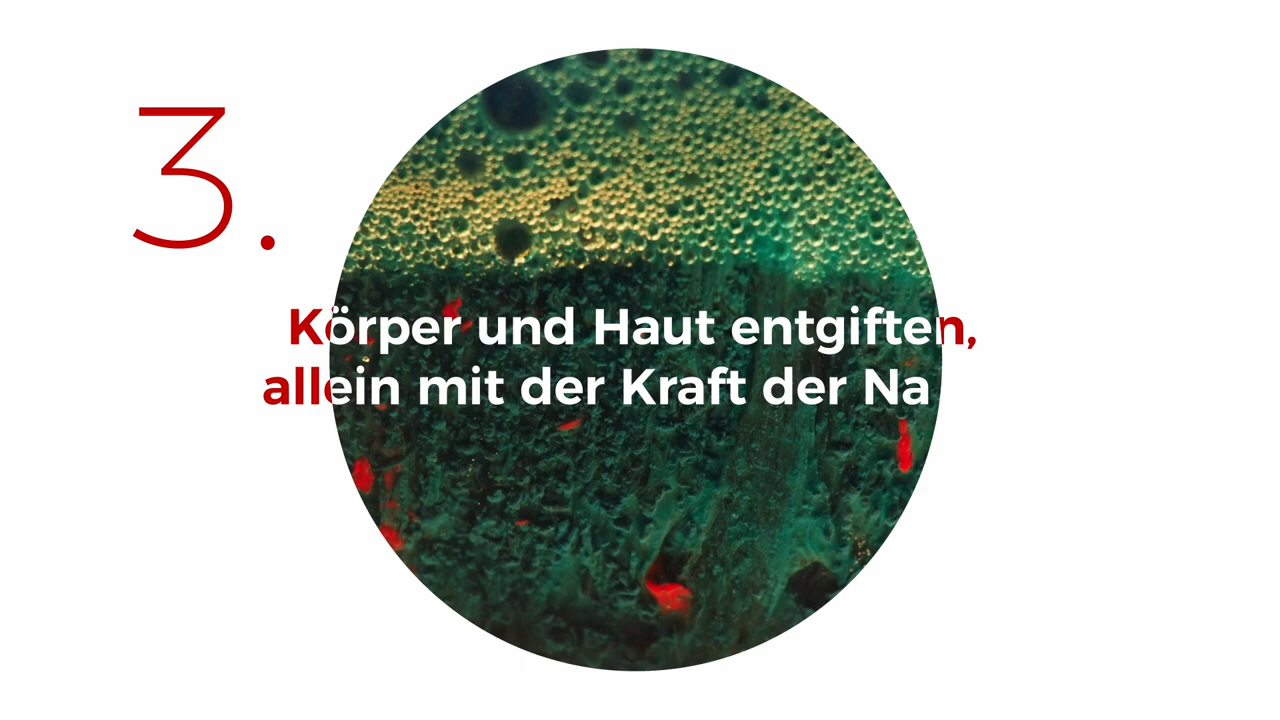 3.
Körper und Haut entgiften,
allein mit der Kraft der Na